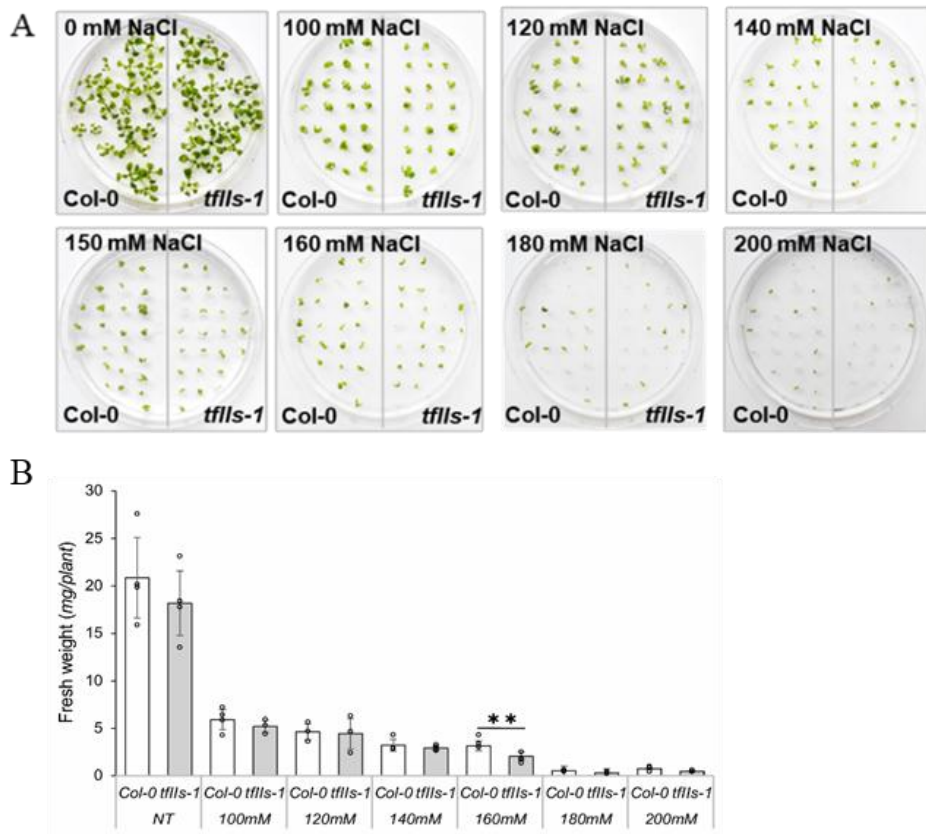 A
0 mM NaCl
100 mM NaCl
120 mM NaCl
140 mM NaCl
Col-0
tfIIs-1
Col-0
tfIIs-1
Col-0
tfIIs-1
Col-0
tfIIs-1
150 mM NaCl
160 mM NaCl
180 mM NaCl
200 mM NaCl
Col-0
tfIIs-1
Col-0
tfIIs-1
Col-0
tfIIs-1
Col-0
tfIIs-1
B
Fresh weight (mg/plant)
30
25
20
15
10
5
0
**
Col-0 tfIIs-1 Col-0 tfIIs-1 Col-0 tfIIs-1 Col-0 tfIIs-1 Col-0 tfIIs-1 Col-0 tfIIs-1 Col-0 tfIIs-1
NT 100mM 120mM 140mM 160mM 180mM 200mM